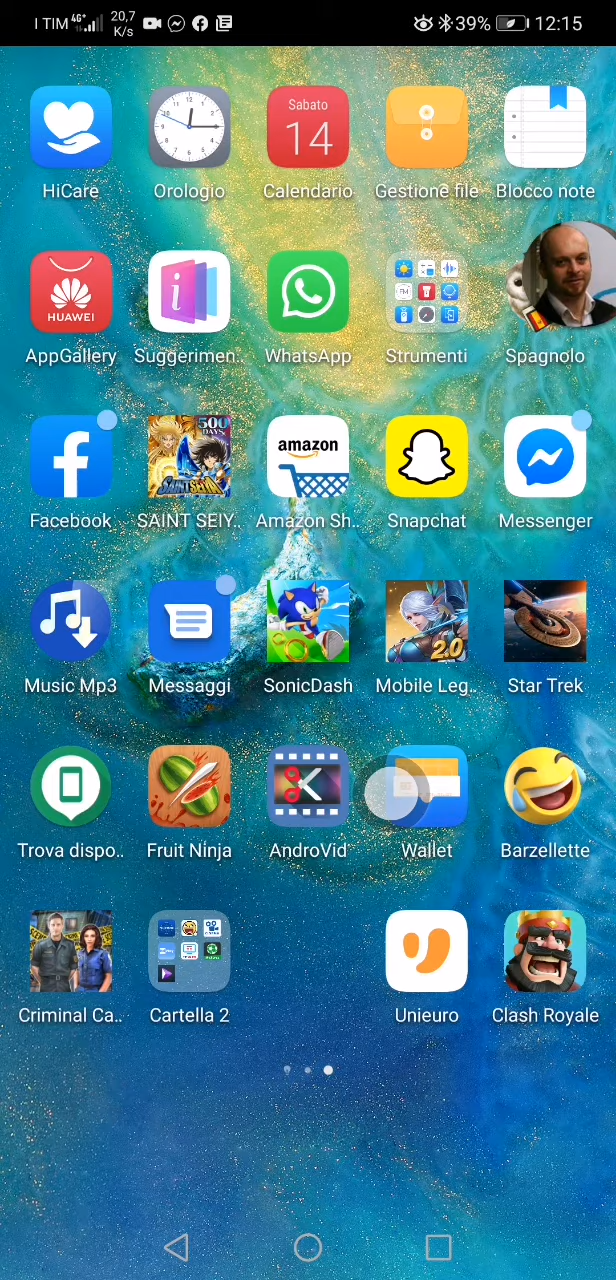 I TIM 4G+ 20,7 K/s 39% 12:15
Sabato
14
HiCare Orologio Calendario Gestione file Blocco note
HUAWEI
AppGallery Suggerimen.. WhatsApp Strumenti Spagnolo
500 DAYS
SAINT SEIYA
amazon
Facebook SAINT SEIY.. Amazon Sh.. Snapchat Messenger
2.0
Music Mp3 Messaggi SonicDash Mobile Leg.. Star Trek
Trova dispo.. Fruit Ninja AndroVid Wallet Barzellette
Criminal Ca.. Cartella 2 Unieuro Clash Royale